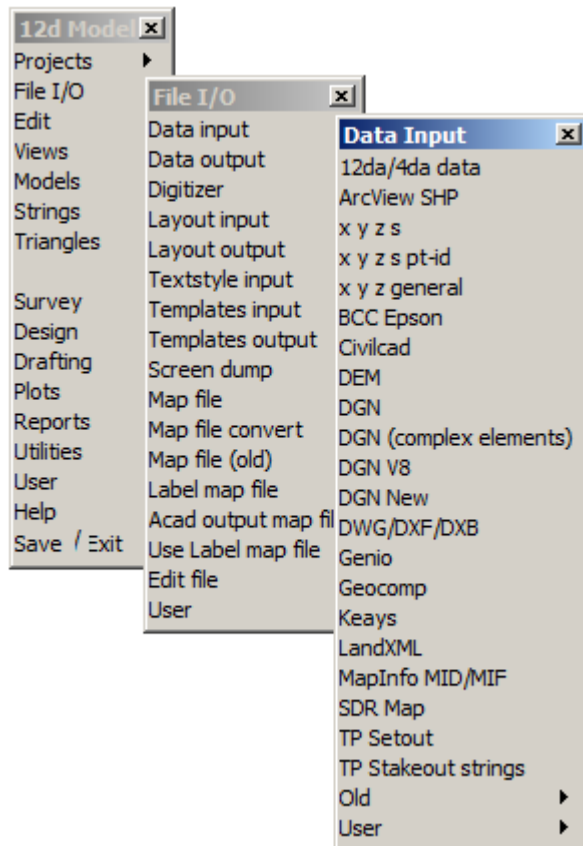 12d Model
Projects
File I/O
Edit
Views
Models
Strings
Triangles
Survey
Design
Drafting
Plots
Reports
Utilities
User
Help
Save / Exit
File I/O
Data input
Data output
Digitizer
Layout input
Layout output
Textstyle input
Templates input
Templates output
Screen dump
Map file
Map file convert
Map file (old)
Label map file
Acad output map fil
Use Label map file
Edit file
User
Data Input
12da/4da data
ArcView SHP
x y z s
x y z s pt-id
x y z general
BCC Epson
Civilcad
DEM
DGN
DGN (complex elements)
DGN V8
DGN New
DWG/DXF/DXB
Genio
Geocomp
Keays
LandXML
MapInfo MID/MIF
SDR Map
TP Setout
TP Stakeout strings
Old
User